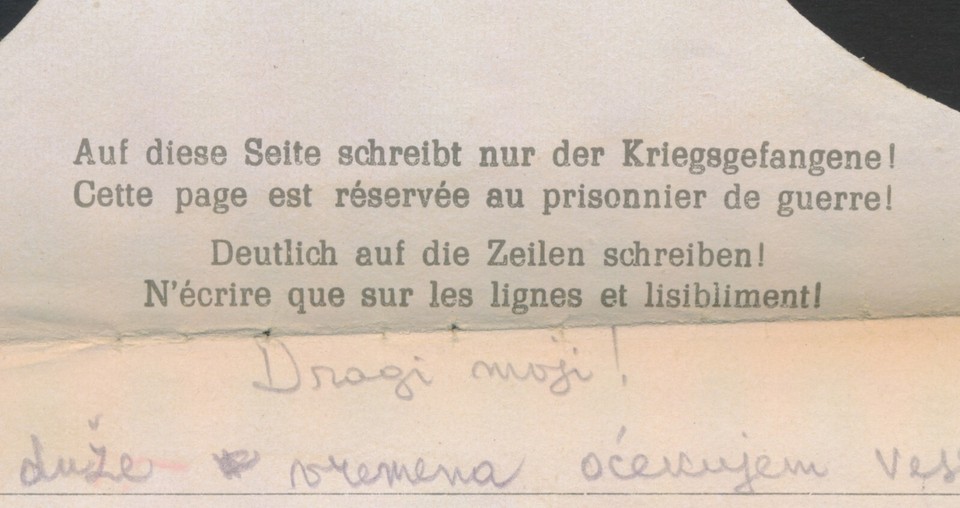 Auf diese Seite schreibt nur der Kriegsgefangene!
Cette page est réservée au prisonnier de guerre!
Deutlich auf die Zeilen schreiben!
N'écrire que sur les lignes et lisibliment!
Dragi moji!
duže vremena očekujem ves